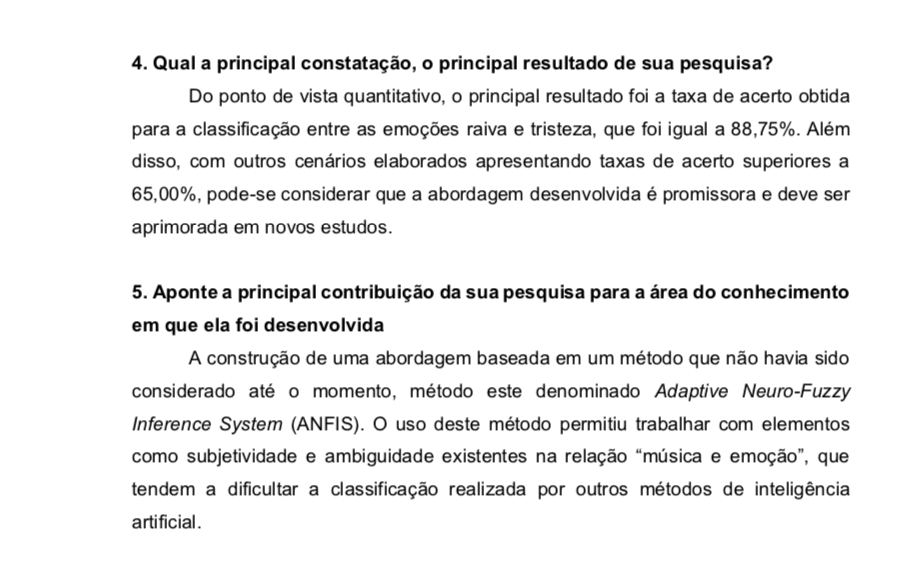 4. Qual a principal constatação, o principal resultado de sua pesquisa?
Do ponto de vista quantitativo, o principal resultado foi a taxa de acerto obtida
para a classificação entre as emoções raiva e tristeza, que foi igual a 88,75%. Além
disso, com outros cenários elaborados apresentando taxas de acerto superiores a
65,00%, pode-se considerar que a abordagem desenvolvida é promissora e deve ser
aprimorada em novos estudos.
5. Aponte a principal contribuição da sua pesquisa para a área do conhecimento
em que ela foi desenvolvida
A construção de uma abordagem baseada em um método que não havia sido
considerado até o momento, método este denominado Adaptive Neuro-Fuzzy
Inference System (ANFIS). O uso deste método permitiu trabalhar com elementos
como subjetividade e ambiguidade existentes na relação “música e emoção”, que
tendem a dificultar a classificação realizada por outros métodos de inteligência
artificial.